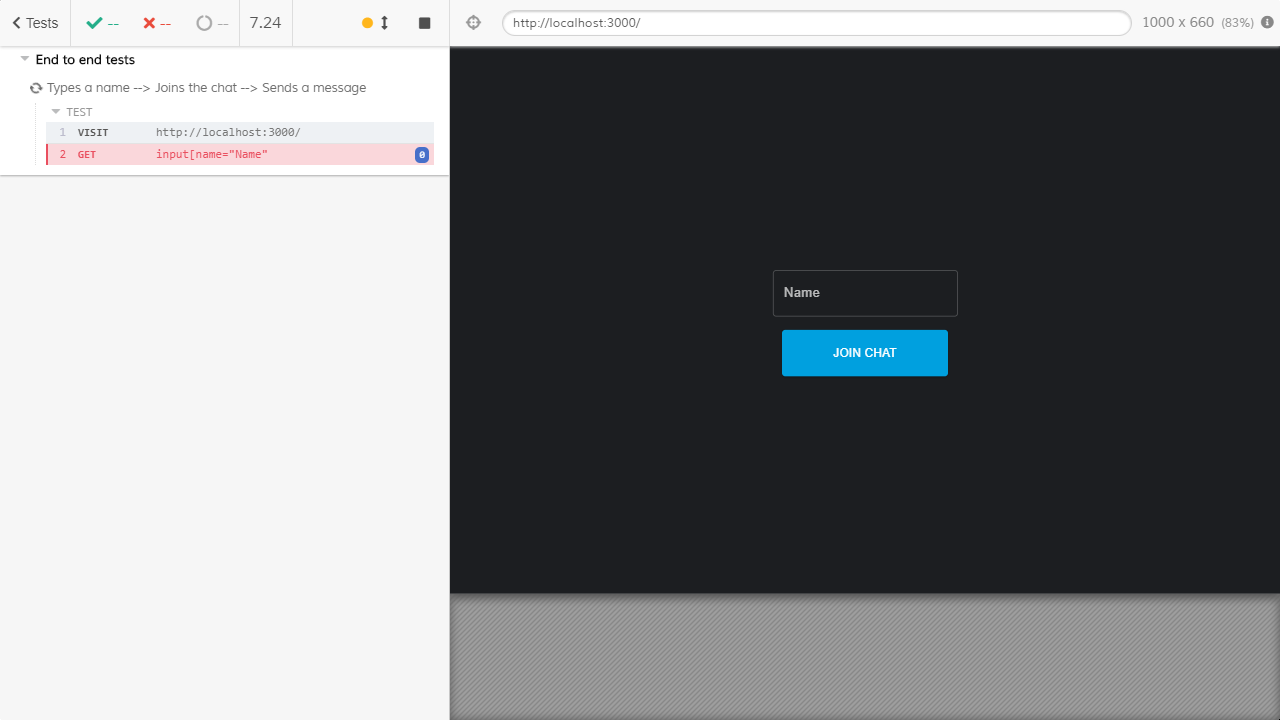 Tests -- -- -- 7.24
http://localhost:3000/ 1000 x 660 (83%)
End to end tests
Types a name --> Joins the chat --> Sends a message
TEST
1 VISIT http://localhost:3000/
2 GET input[name="Name" 0
Name
JOIN CHAT